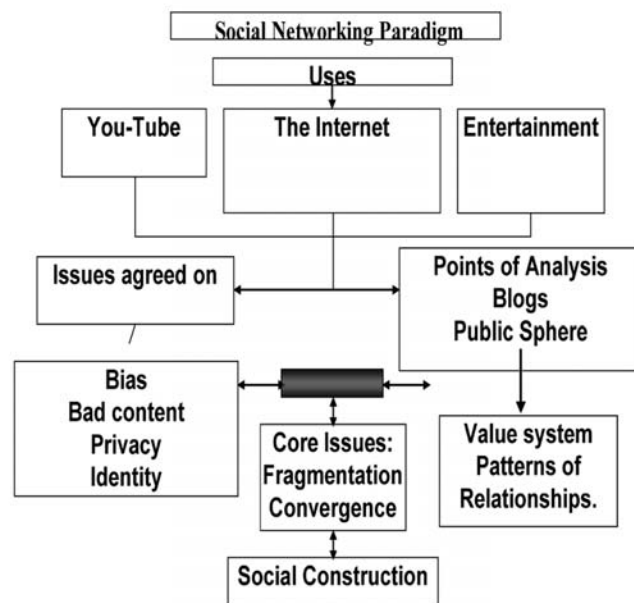 Social Networking Paradigm
Uses
You-Tube
The Internet
Entertainment
Issues agreed on
Points of Analysis
Blogs
Public Sphere
Bias
Bad content
Privacy
Identity
Core Issues:
Fragmentation
Convergence
Value system
Patterns of
Relationships.
Social Construction